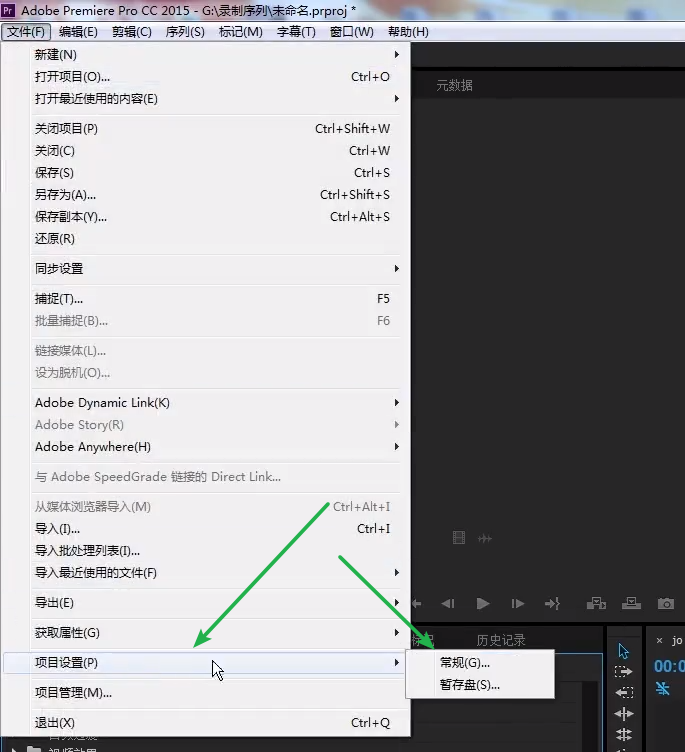 Pr Adobe Premiere Pro CC 2015 - G:\录制序列\未命名.prproj *
文件(F) 编辑(E) 剪辑(C) 序列(S) 标记(M) 字幕(T) 窗口(W) 帮助(H)
新建(N)
打开项目(O)... Ctrl+O
打开最近使用的内容(E)
元数据
关闭项目(P) Ctrl+Shift+W
关闭(C) Ctrl+W
保存(S) Ctrl+S
另存为(A)... Ctrl+Shift+S
保存副本(Y)... Ctrl+Alt+S
还原(R)
同步设置
捕捉(T)... F5
批量捕捉(B)... F6
链接媒体(L)...
设为脱机(O)...
Adobe Dynamic Link(K)
Adobe Story(R)
Adobe Anywhere(H)
与 Adobe SpeedGrade 链接的 Direct Link...
从媒体浏览器导入(M) Ctrl+Alt+I
导入(I)... Ctrl+I
导入批处理列表(I)...
导入最近使用的文件(F)
导出(E)
获取属性(G)
历史记录
× jo
项目设置(P)
常规(G)...
00:0
暂存盘(S)...
项目管理(M)...
退出(X) Ctrl+Q